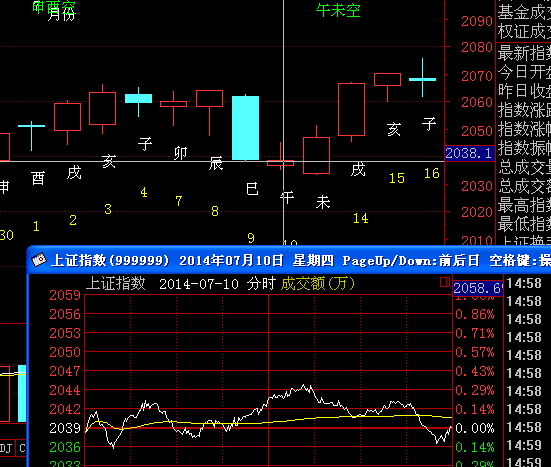 申酉空
月份
午未空
2090
2080
2070
2060
2050
2038.1
2030
2020
2010
基金成交
权证成交
最新指数
今日开盘
昨日收盘
指数涨跌
指数涨幅
指数振幅
总成交量
总成交额
最高指数
最低指数
申 酉 戌 亥 子 卯 辰 巳 午 未 戌 亥 子
30 1 2 3 4 7 8 9 10 14 15 16
上证指数(999999) 2014年07月10日 星期四 PageUp/Down:前后日 空格键:操
上证指数 2014-07-10 分时 成交额(万)
2059 2058.69 14:58
2056 0.86% 14:58
2053 0.71% 14:58
2050 0.57% 14:58
2047 0.43% 14:58
2044 0.29% 14:58
2042 0.14% 14:58
2039 0.00% 14:58
2036 0.14% 14:59
2033 0.29% 14:59
DJ